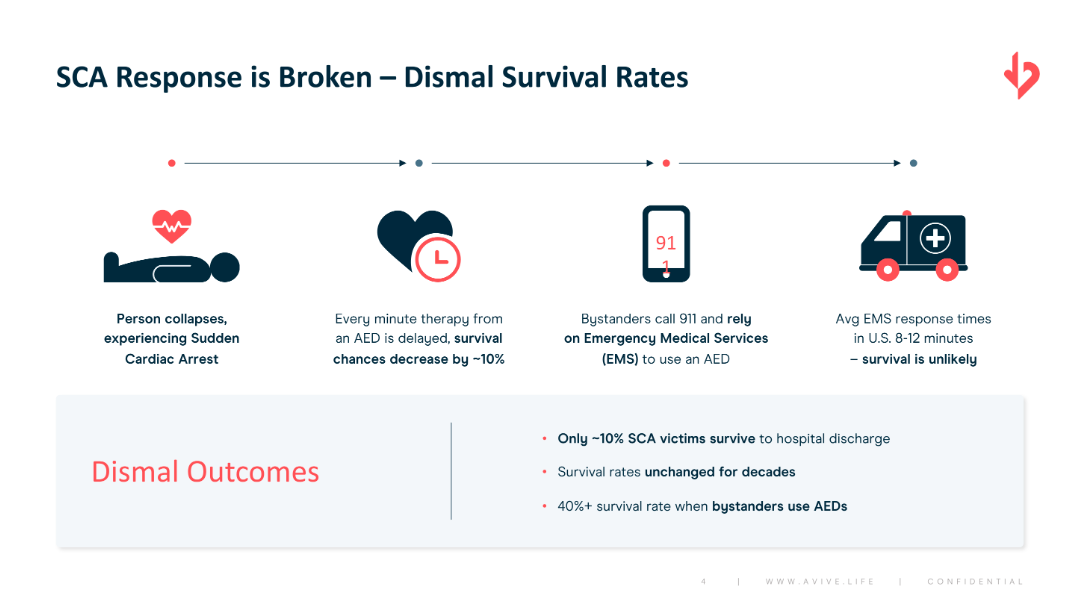 SCA Response is Broken – Dismal Survival Rates
91
1
Person collapses,
experiencing Sudden
Cardiac Arrest
Every minute therapy from
an AED is delayed, survival
chances decrease by ~10%
Bystanders call 911 and rely
on Emergency Medical Services
(EMS) to use an AED
Avg EMS response times
in U.S. 8-12 minutes
– survival is unlikely
Dismal Outcomes
• Only ~10% SCA victims survive to hospital discharge
• Survival rates unchanged for decades
• 40%+ survival rate when bystanders use AEDs
4 | WWW.AVIVE.LIFE | CONFIDENTIAL